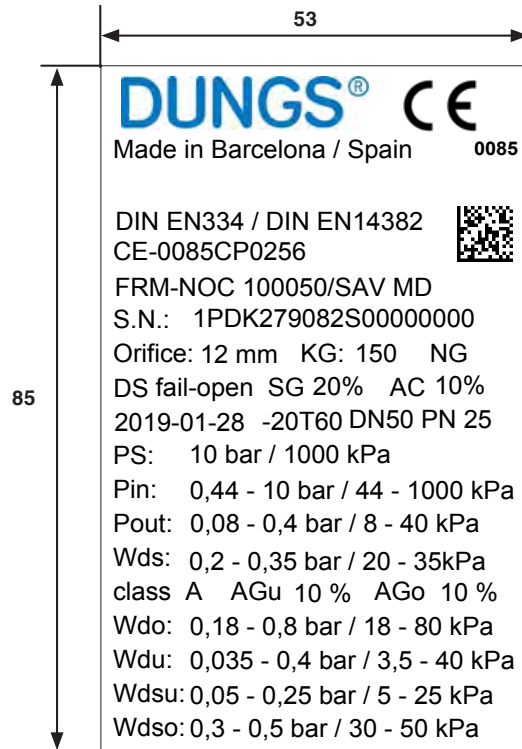 53
DUNGS® CE
Made in Barcelona / Spain 0085
DIN EN334 / DIN EN14382
CE-0085CP0256
FRM-NOC 100050/SAV MD
S.N.: 1PDK279082S00000000
Orifice: 12 mm KG: 150 NG
DS fail-open SG 20% AC 10%
85
2019-01-28 -20T60 DN50 PN 25
PS: 10 bar / 1000 kPa
Pin: 0,44 - 10 bar / 44 - 1000 kPa
Pout: 0,08 - 0,4 bar / 8 - 40 kPa
Wds: 0,2 - 0,35 bar / 20 - 35kPa
class A AGu 10 % AGo 10 %
Wdo: 0,18 - 0,8 bar / 18 - 80 kPa
Wdu: 0,035 - 0,4 bar / 3,5 - 40 kPa
Wdsu: 0,05 - 0,25 bar / 5 - 25 kPa
Wdso: 0,3 - 0,5 bar / 30 - 50 kPa